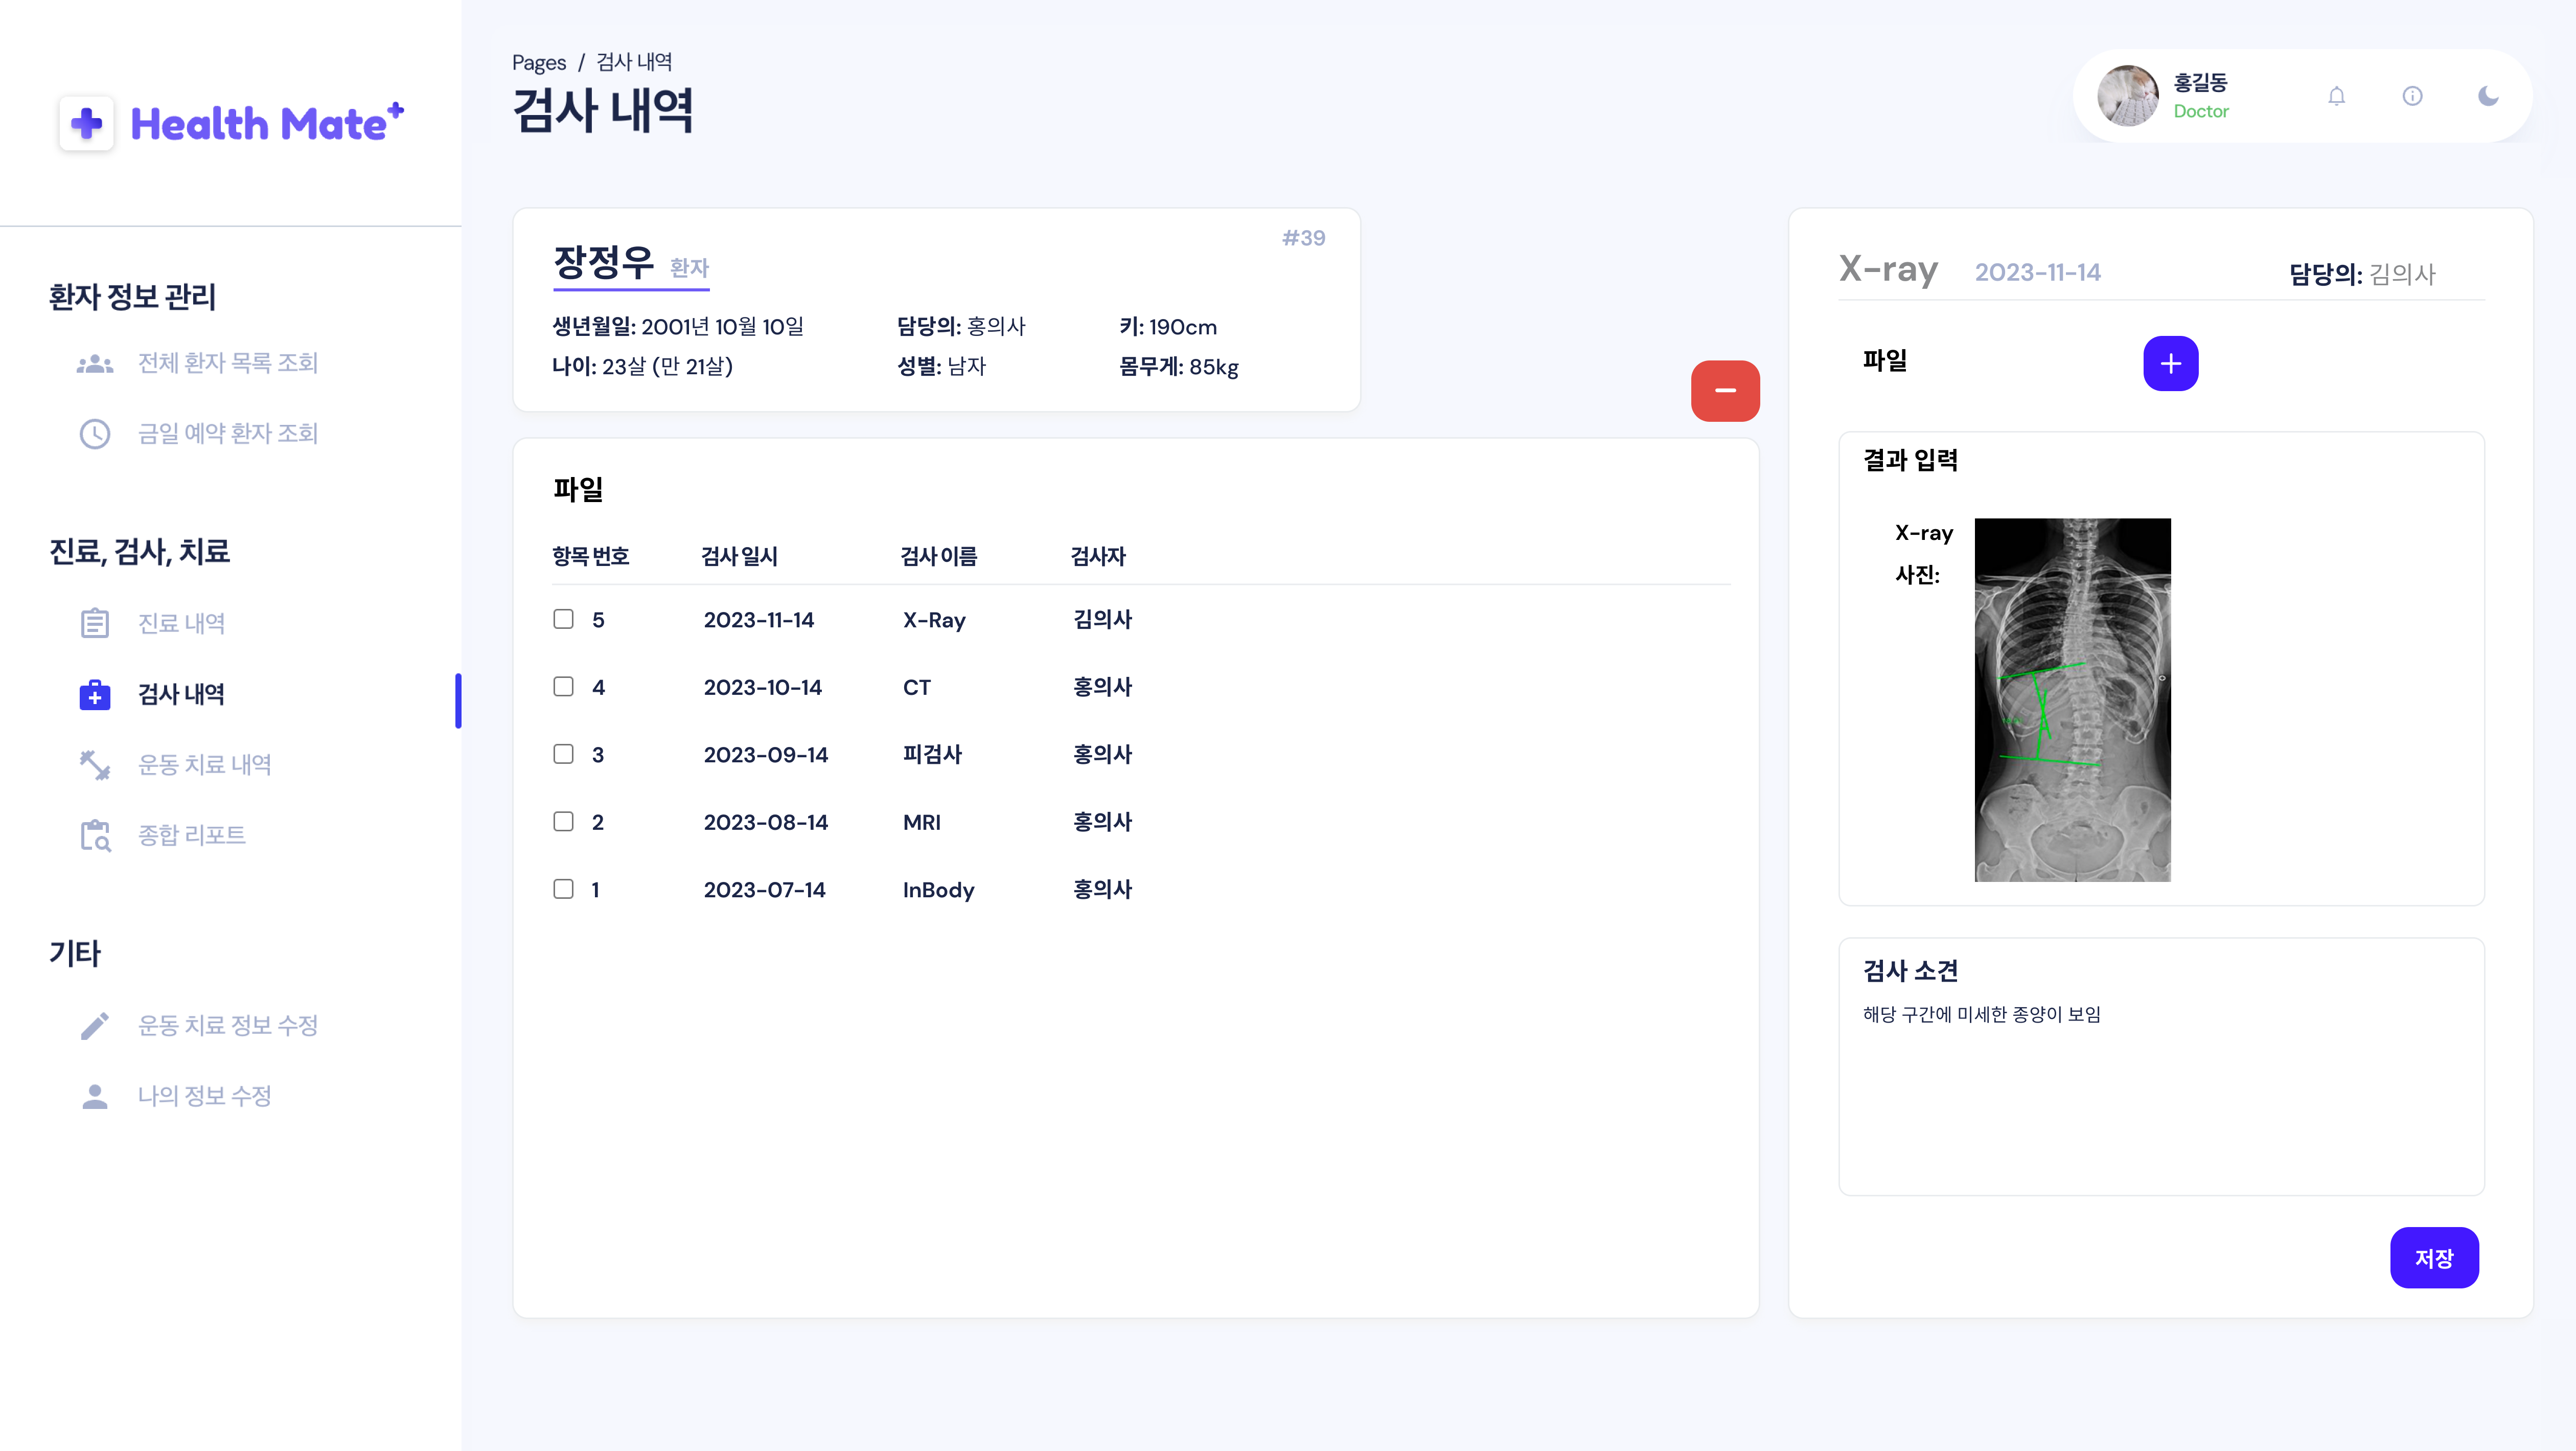 Health Mate+
환자 정보 관리
전체 환자 목록 조회
금일 예약 환자 조회
진료, 검사, 치료
진료 내역
검사 내역
운동 치료 내역
종합 리포트
기타
운동 치료 정보 수정
나의 정보 수정
Pages / 검사 내역
검사 내역
홍길동
Doctor
#39
장정우 환자
생년월일: 2001년 10월 10일 담당의: 홍의사 키: 190cm
나이: 23살 (만 21살) 성별: 남자 몸무게: 85kg
파일
항목 번호 검사 일시 검사 이름 검사자
5 2023-11-14 X-Ray 김의사
4 2023-10-14 CT 홍의사
3 2023-09-14 피검사 홍의사
2 2023-08-14 MRI 홍의사
1 2023-07-14 InBody 홍의사
X-ray 2023-11-14 담당의: 김의사
파일
결과 입력
X-ray
사진:
검사 소견
해당 구간에 미세한 종양이 보임
저장